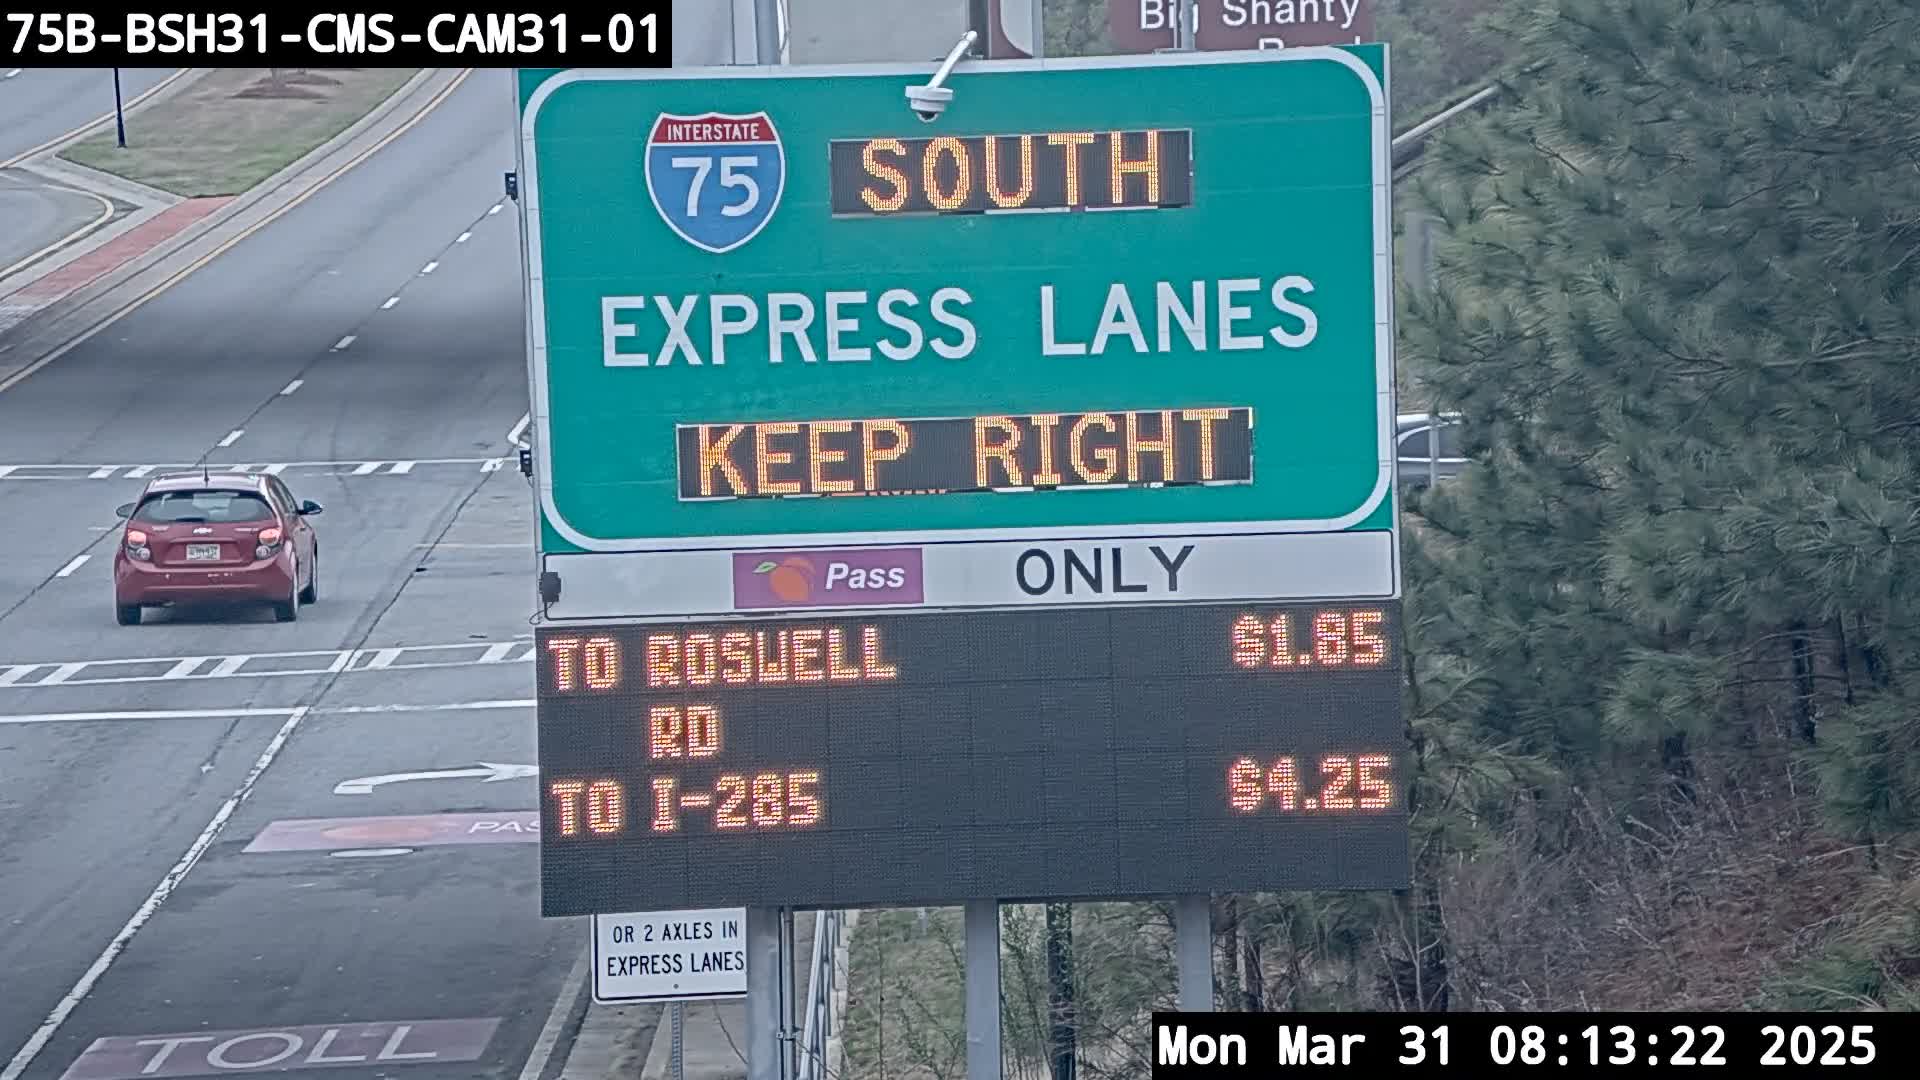 75B-BSH31-CMS-CAM31-01
Big Shanty
INTERSTATE
75
SOUTH
EXPRESS LANES
KEEP RIGHT
Pass
ONLY
TO ROSWELL $1.85
RD
TO I-285 $4.25
PAS
OR 2 AXLES IN
EXPRESS LANES
TOLL
Mon Mar 31 08:13:22 2025